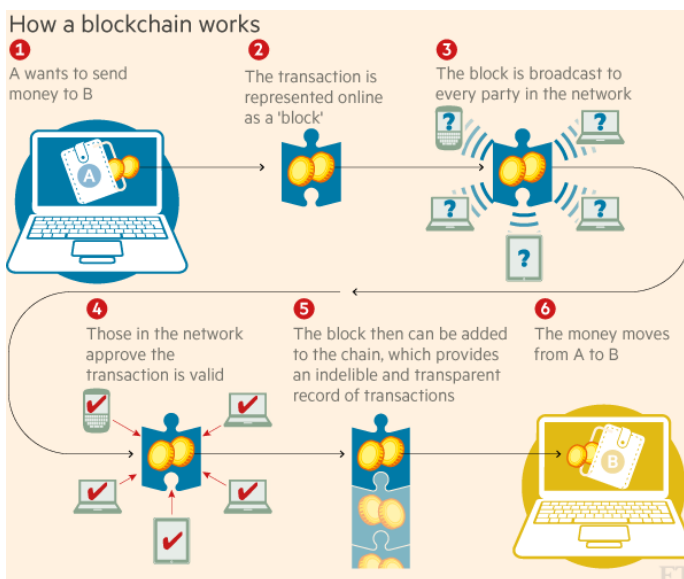 How a blockchain works
1
A wants to send
money to B
2
The transaction is
represented online
as a 'block'
3
The block is broadcast to
every party in the network
A
?
?
?
?
?
4
Those in the network
approve the
transaction is valid
5
The block then can be added
to the chain, which provides
an indelible and transparent
record of transactions
6
The money moves
from A to B
B